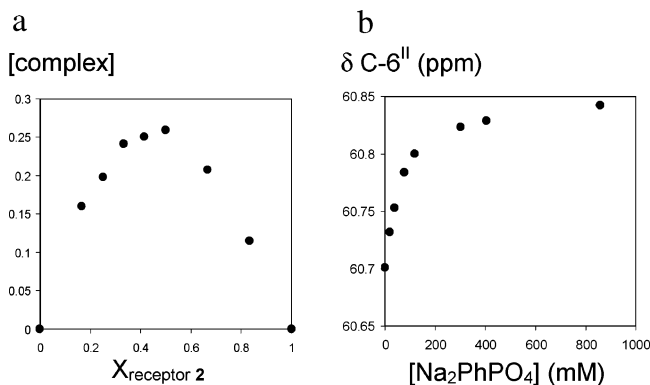 a
[complex]
0.3
0.25
0.2
0.15
0.1
0.05
0
0 0.2 0.4 0.6 0.8 1
X receptor 2
b
δ C-6II (ppm)
60.85
60.8
60.75
60.7
60.65
0 200 400 600 800 1000
[Na2PhPO4] (mM)